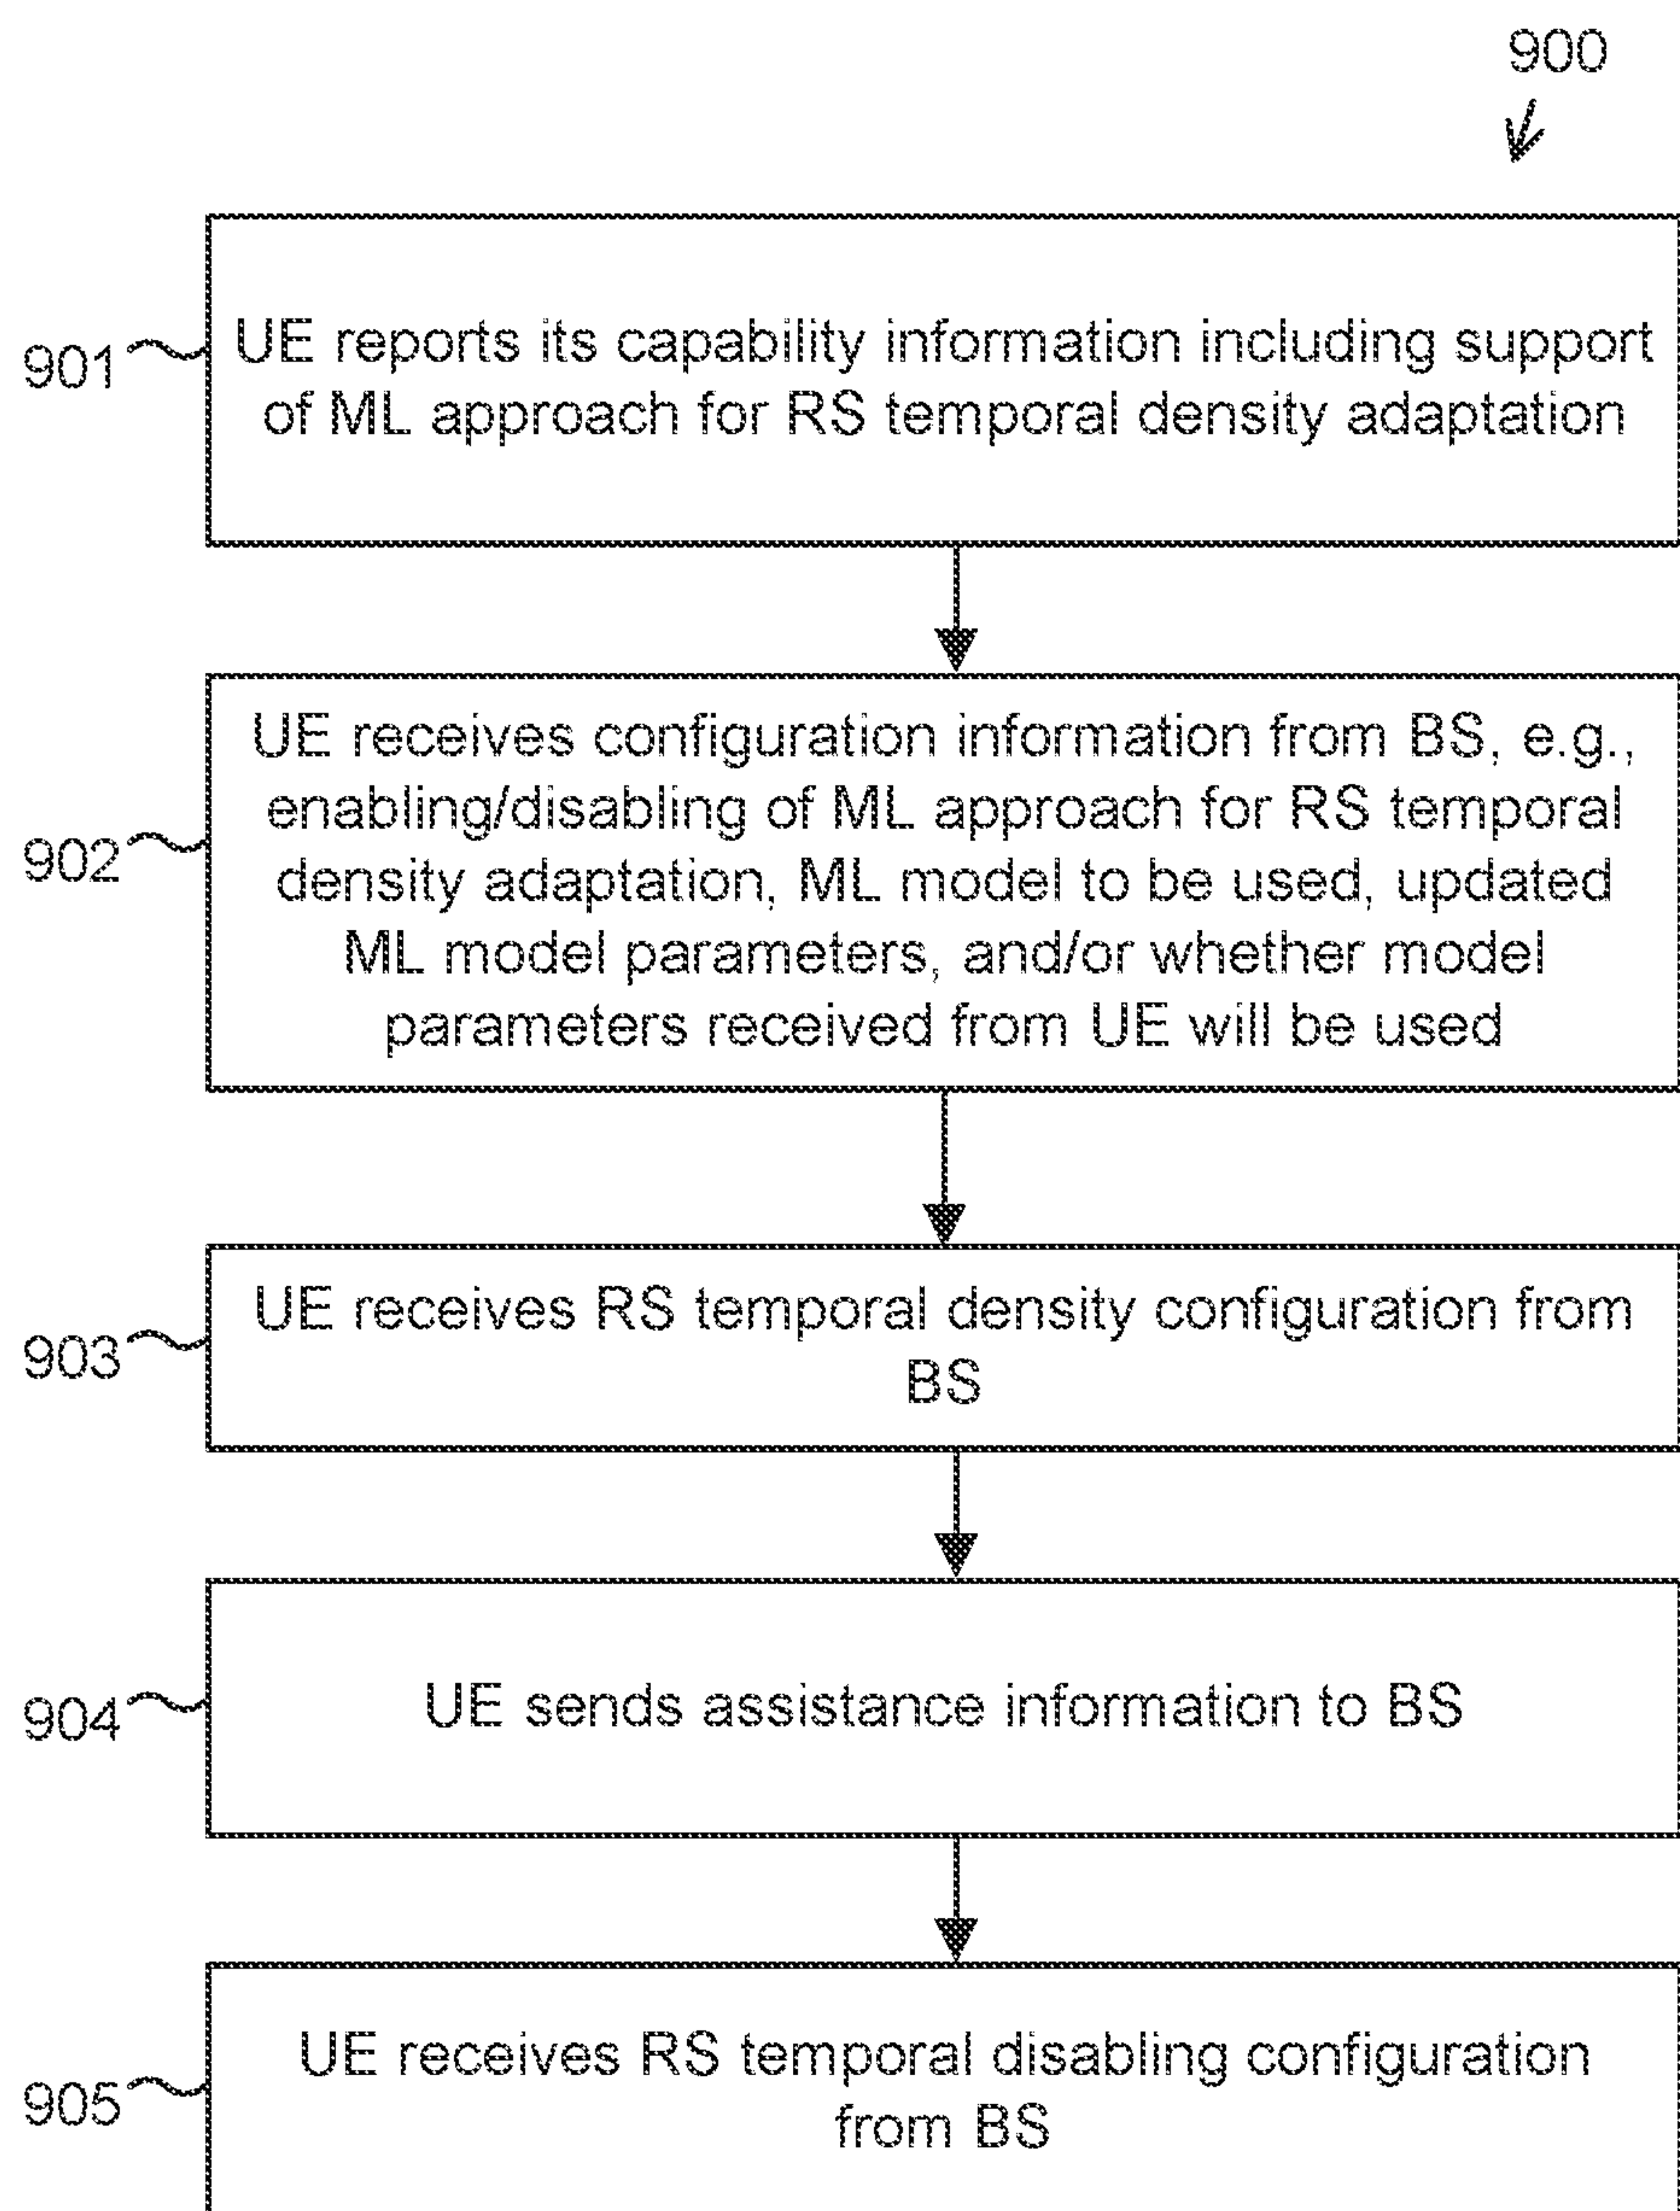 900
901
UE reports its capability information including support
of ML approach for RS temporal density adaptation
902
UE receives configuration information from BS, e.g.,
enabling/disabling of ML approach for RS temporal
density adaptation, ML model to be used, updated
ML model parameters, and/or whether model
parameters received from UE will be used
903
UE receives RS temporal density configuration from
BS
904
UE sends assistance information to BS
905
UE receives RS temporal disabling configuration
from BS